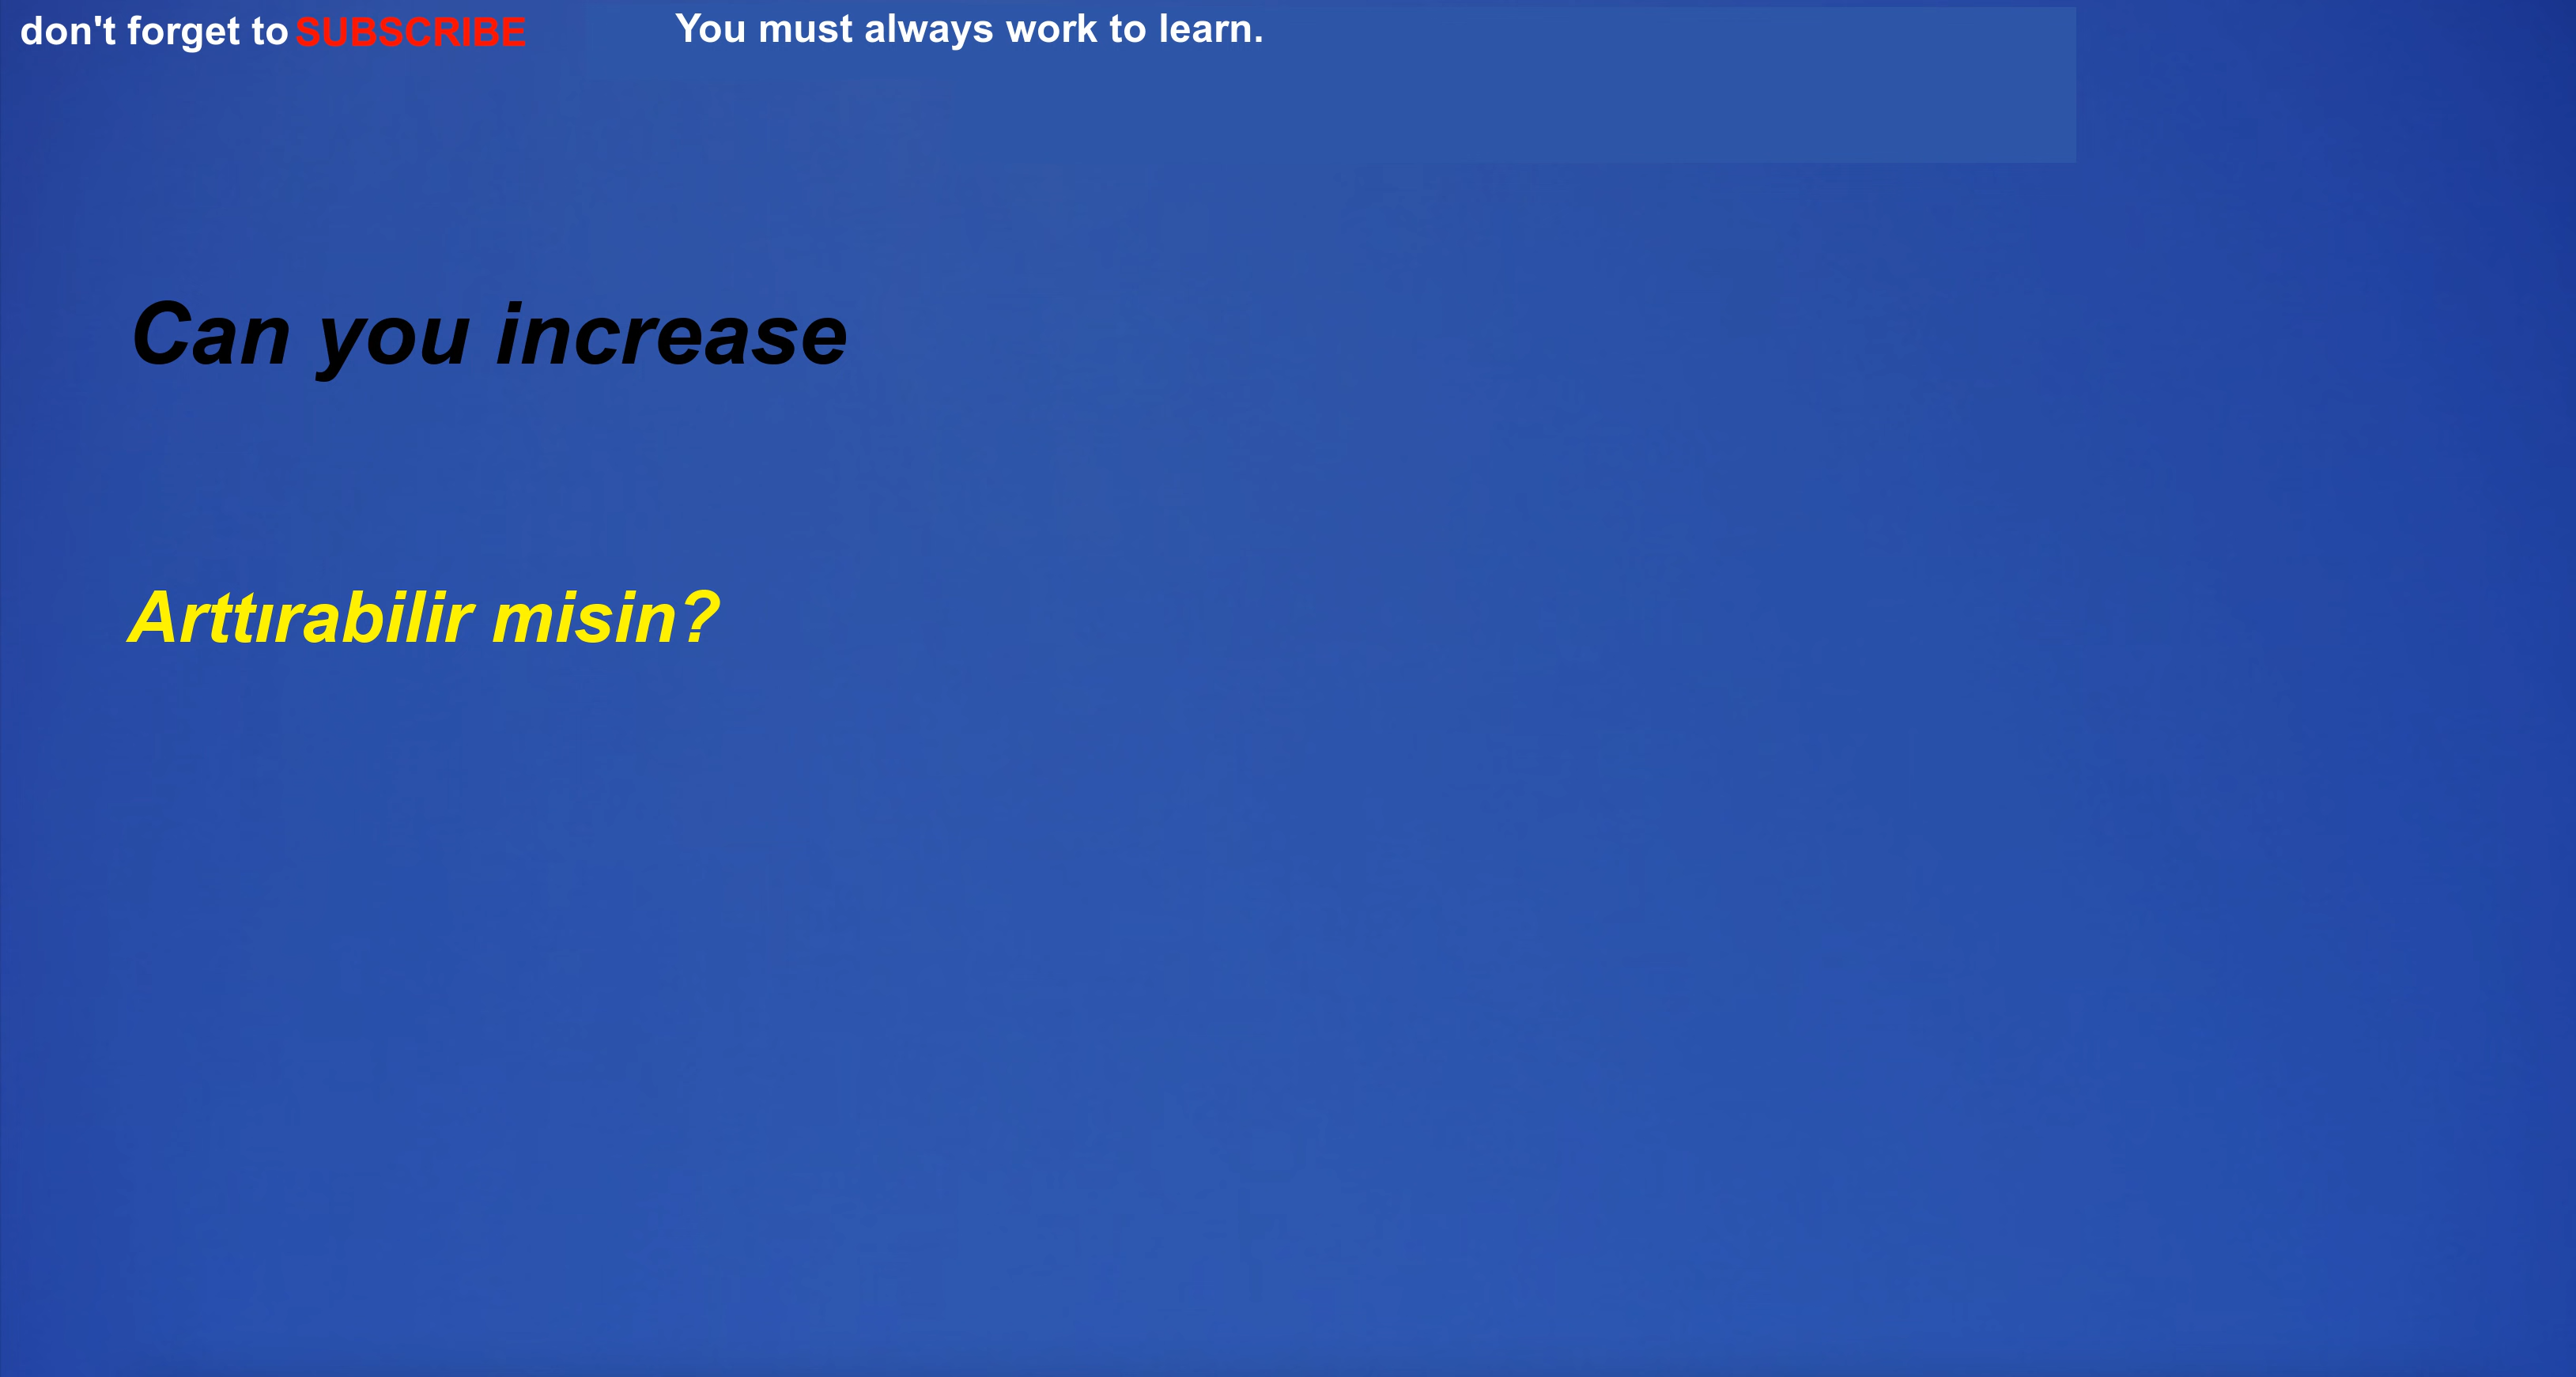 don't forget to SUBSCRIBE You must always work to learn.
Can you increase
Arttırabilir misin?